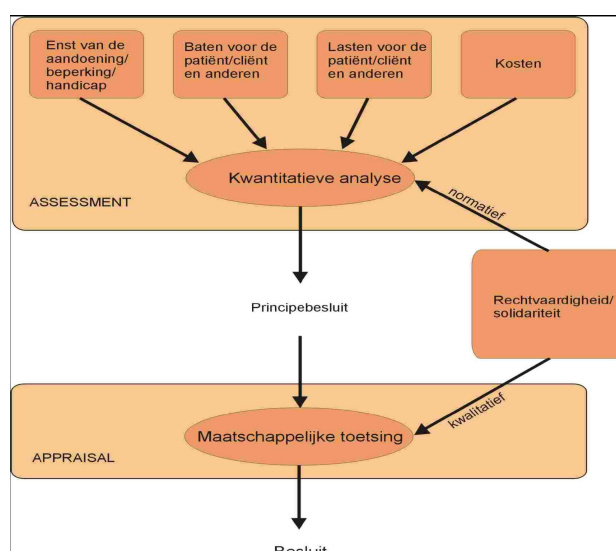 Enst van de
aandoening/
beperking/
handicap
Baten voor de
patiënt/cliënt
en anderen
Lasten voor de
patiënt/cliënt
en anderen
Kosten
Kwantitatieve analyse
ASSESSMENT
normatief
Principebesluit
Rechtvaardigheid/
solidariteit
kwalitatief
Maatschappelijke toetsing
APPRAISAL
Besluit